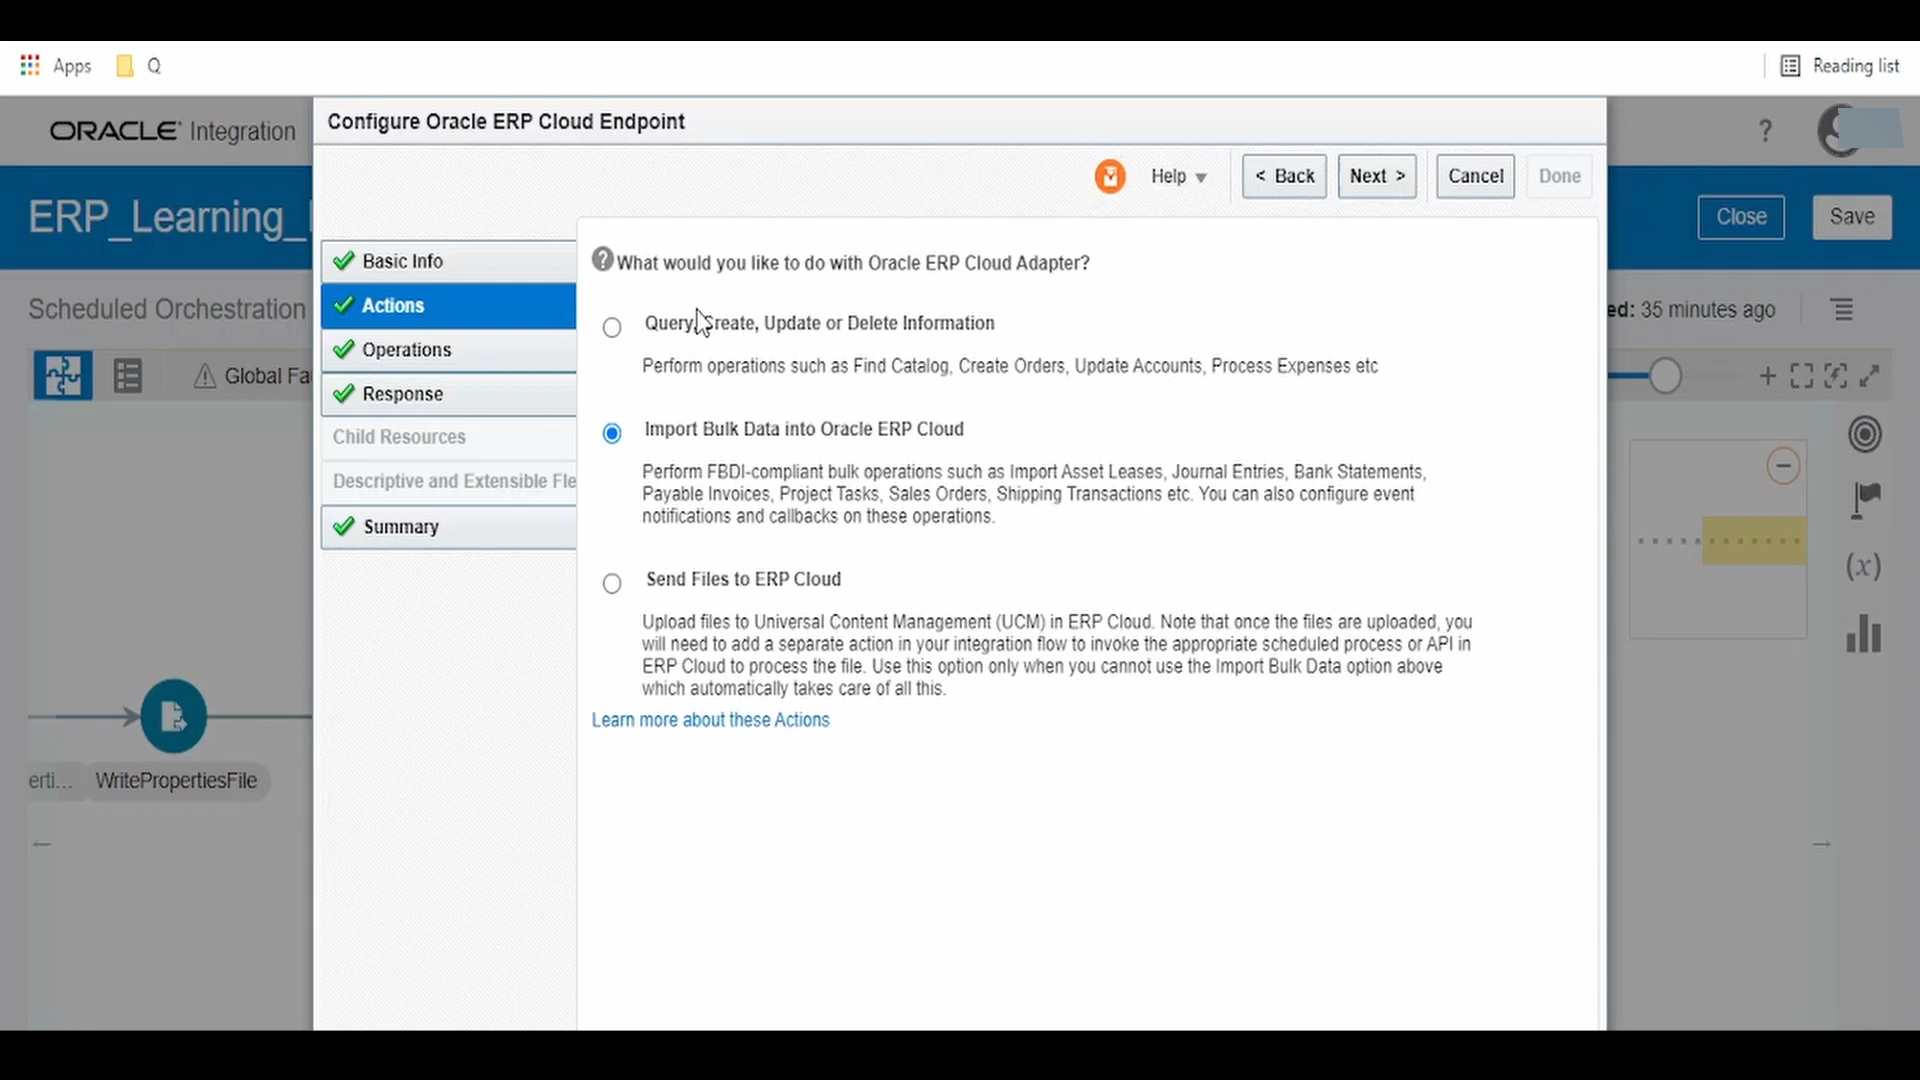 Apps
Q
Reading list
ORACLE Integration
Configure Oracle ERP Cloud Endpoint
?
Help
< Back
Next >
Cancel
Done
ERP_Learning_
Close
Save
Basic Info
Actions
Operations
Response
Child Resources
Descriptive and Extensible Fle
Summary
Scheduled Orchestration
ed: 35 minutes ago
Global Fa
What would you like to do with Oracle ERP Cloud Adapter?
Query, Create, Update or Delete Information
Perform operations such as Find Catalog, Create Orders, Update Accounts, Process Expenses etc
Import Bulk Data into Oracle ERP Cloud
Perform FBDI-compliant bulk operations such as Import Asset Leases, Journal Entries, Bank Statements,
Payable Invoices, Project Tasks, Sales Orders, Shipping Transactions etc. You can also configure event
notifications and callbacks on these operations.
Send Files to ERP Cloud
Upload files to Universal Content Management (UCM) in ERP Cloud. Note that once the files are uploaded, you
will need to add a separate action in your integration flow to invoke the appropriate scheduled process or API in
ERP Cloud to process the file. Use this option only when you cannot use the Import Bulk Data option above
which automatically takes care of all this.
Learn more about these Actions
(x)
erti...
WritePropertiesFile